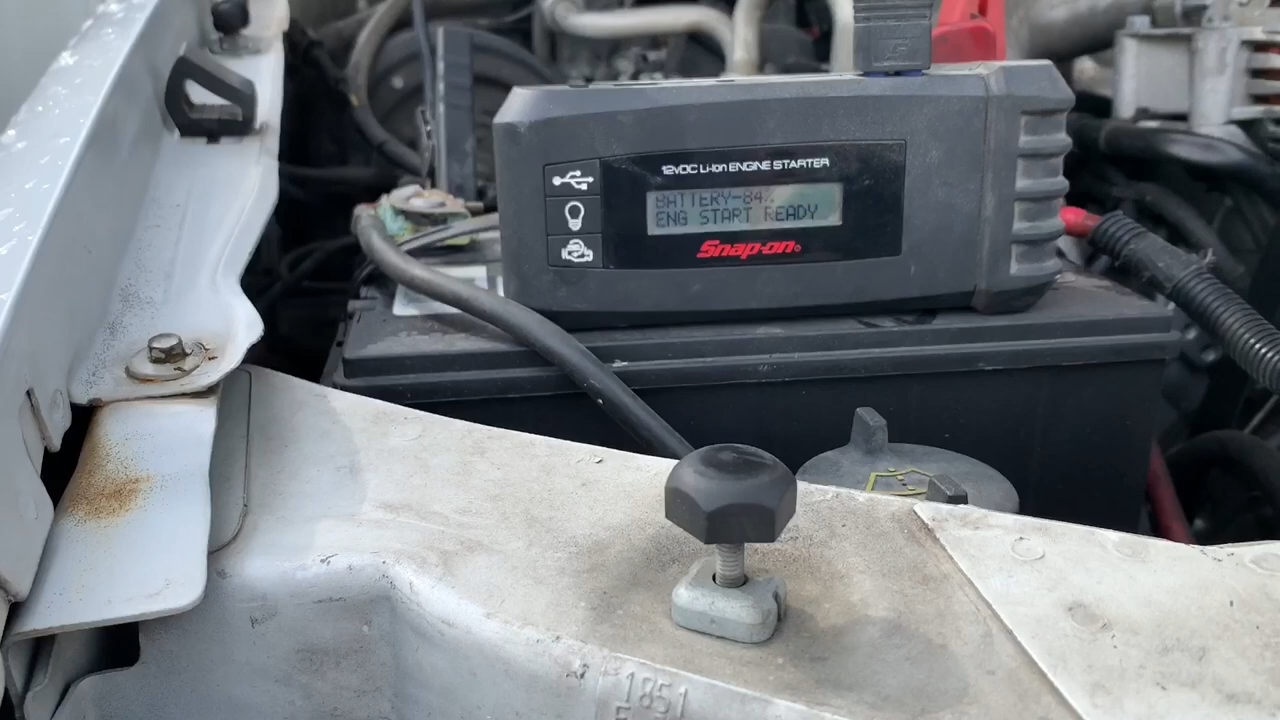 12VDC Li-Ion ENGINE STARTER
BATTERY-84%
ENG START READY
Snap-on
1851